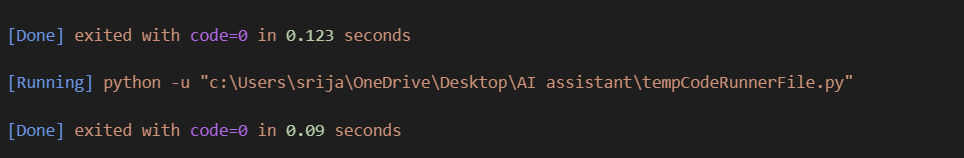 [Done] exited with code=0 in 0.123 seconds
[Running] python -u "c:\Users\srija\OneDrive\Desktop\AI assistant\tempCodeRunnerFile.py"
[Done] exited with code=0 in 0.09 seconds